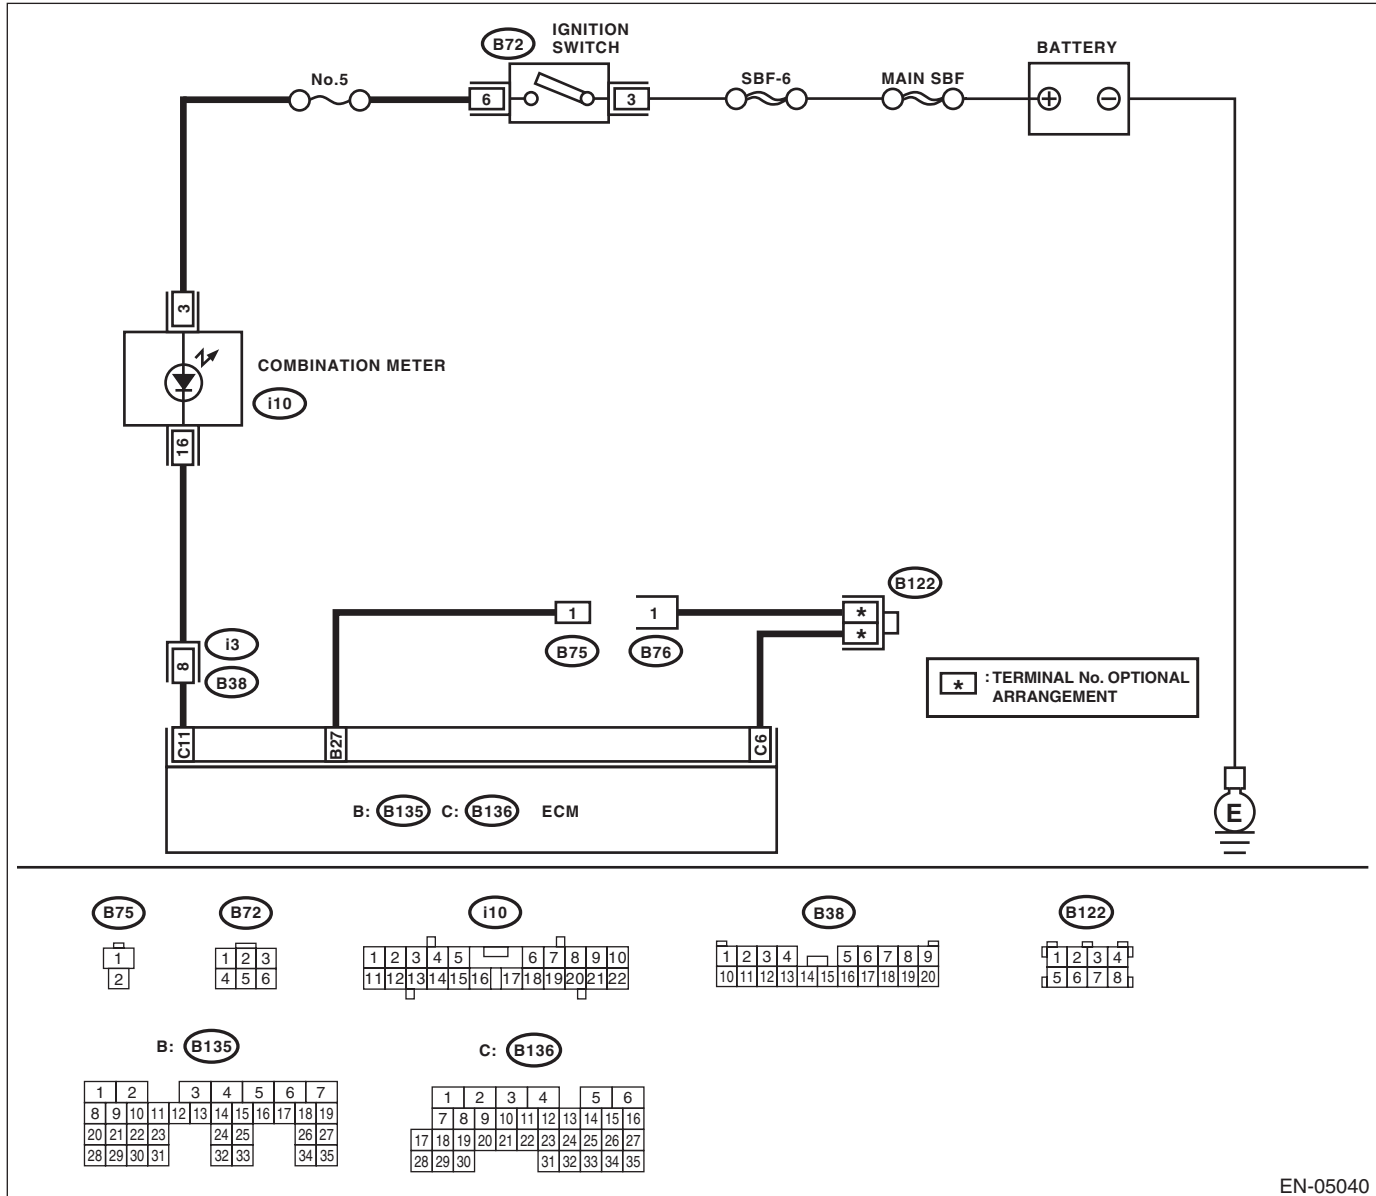 IGNITION
SWITCH
B72
BATTERY
No.5
SBF-6
MAIN SBF
6
3
+
−
3
COMBINATION METER
i10
16
B122
1
1
*
*
i3
B75
B76
8
B38
* : TERMINAL No. OPTIONAL
ARRANGEMENT
C11
B27
C6
B: B135 C: B136 ECM
E
B75
B72
i10
B38
B122
1
2
1 2 3
4 5 6
1 2 3 4 5 6 7 8 9 10
11 12 13 14 15 16 17 18 19 20 21 22
1 2 3 4 5 6 7 8 9
10 11 12 13 14 15 16 17 18 19 20
1 2 3 4
5 6 7 8
B: B135
C: B136
1 2 3 4 5 6 7
8 9 10 11 12 13 14 15 16 17 18 19
20 21 22 23 24 25 26 27
28 29 30 31 32 33 34 35
1 2 3 4 5 6
7 8 9 10 11 12 13 14 15 16
17 18 19 20 21 22 23 24 25 26 27
28 29 30 31 32 33 34 35
EN-05040